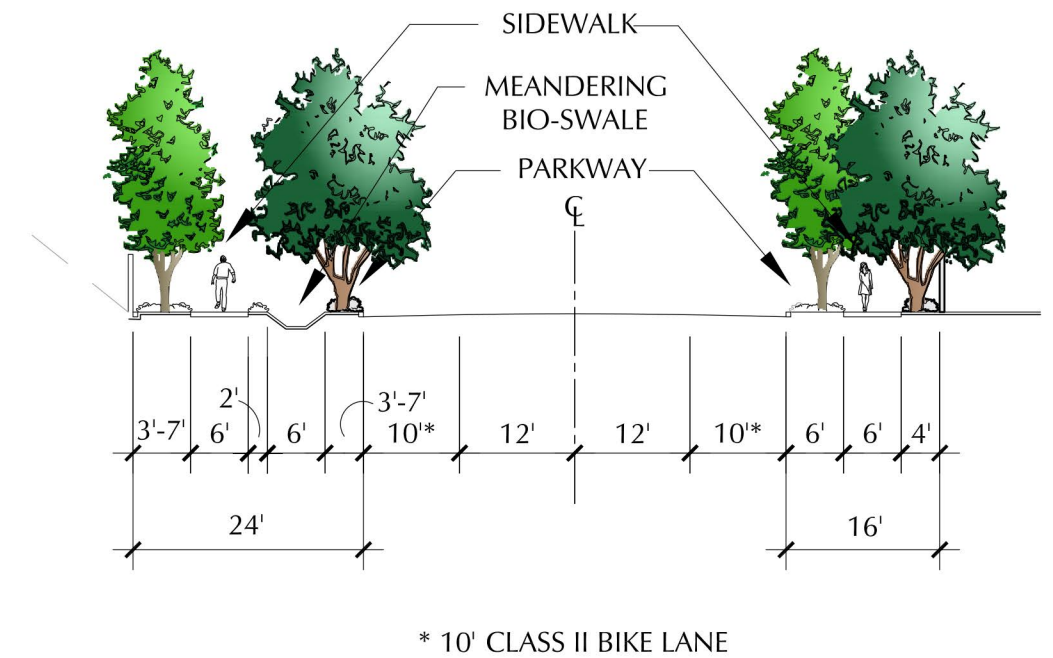 SIDEWALK
MEANDERING
BIO-SWALE
PARKWAY
CL
2'
3'-7'
3'-7' 6' 6' 10'* 12' 12' 10'* 6' 6' 4'
24' 16'
* 10' CLASS II BIKE LANE